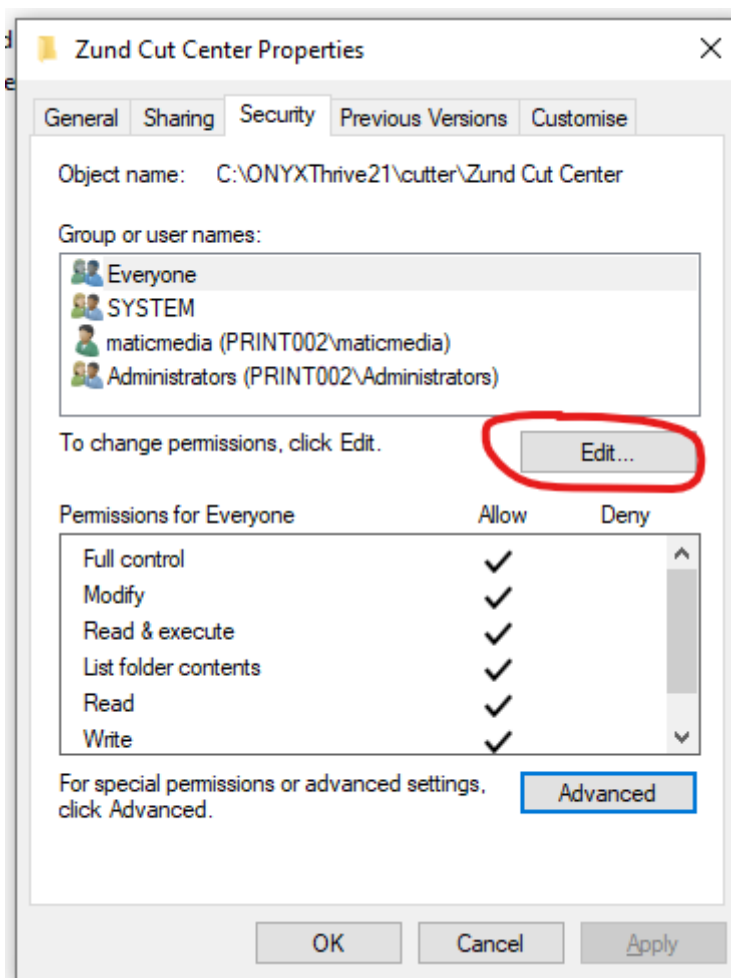 d
e
Zund Cut Center Properties
General Sharing Security Previous Versions Customise
Object name: C:\ONYXThrive21\cutter\Zund Cut Center
Group or user names:
Everyone
SYSTEM
maticmedia (PRINT002\maticmedia)
Administrators (PRINT002\Administrators)
To change permissions, click Edit.
Edit...
Permissions for Everyone Allow Deny
Full control
Modify
Read & execute
List folder contents
Read
Write
For special permissions or advanced settings,
click Advanced.
Advanced
OK Cancel Apply